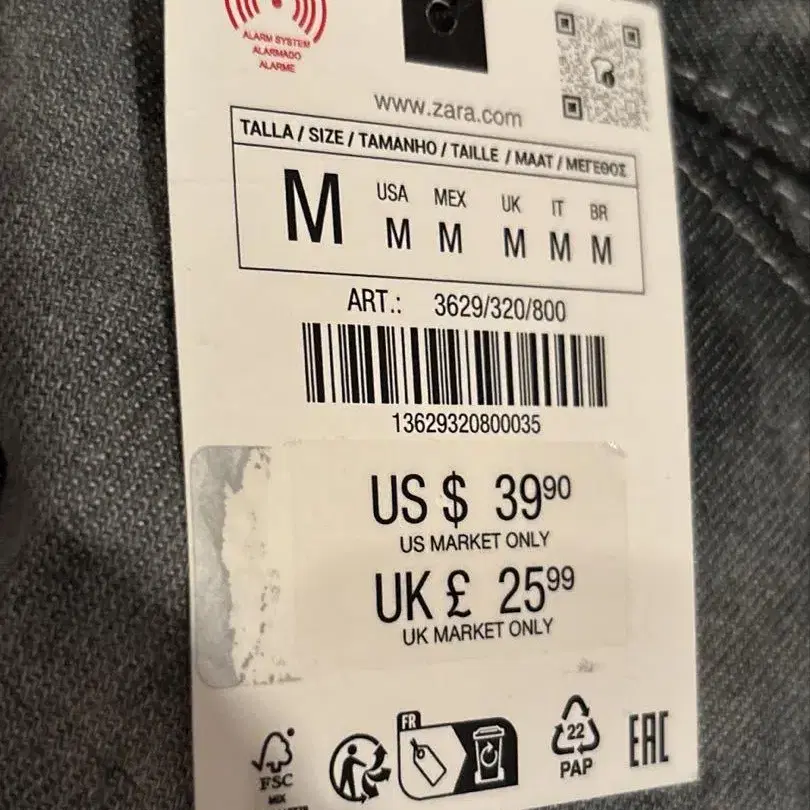 ALARM SYSTEM
ALARMADO
ALARME
www.zara.com
TALLA / SIZE / TAMANHO / TAILLE / MAAT / ΜΕΓΕΘΟΣ
USA MEX UK IT BR
M M M M M M
ART.: 3629/320/800
13629320800035
US $ 39⁹⁰
US MARKET ONLY
UK £ 25⁹⁹
UK MARKET ONLY
FR
22
FSC
PAP
EAC
MIX